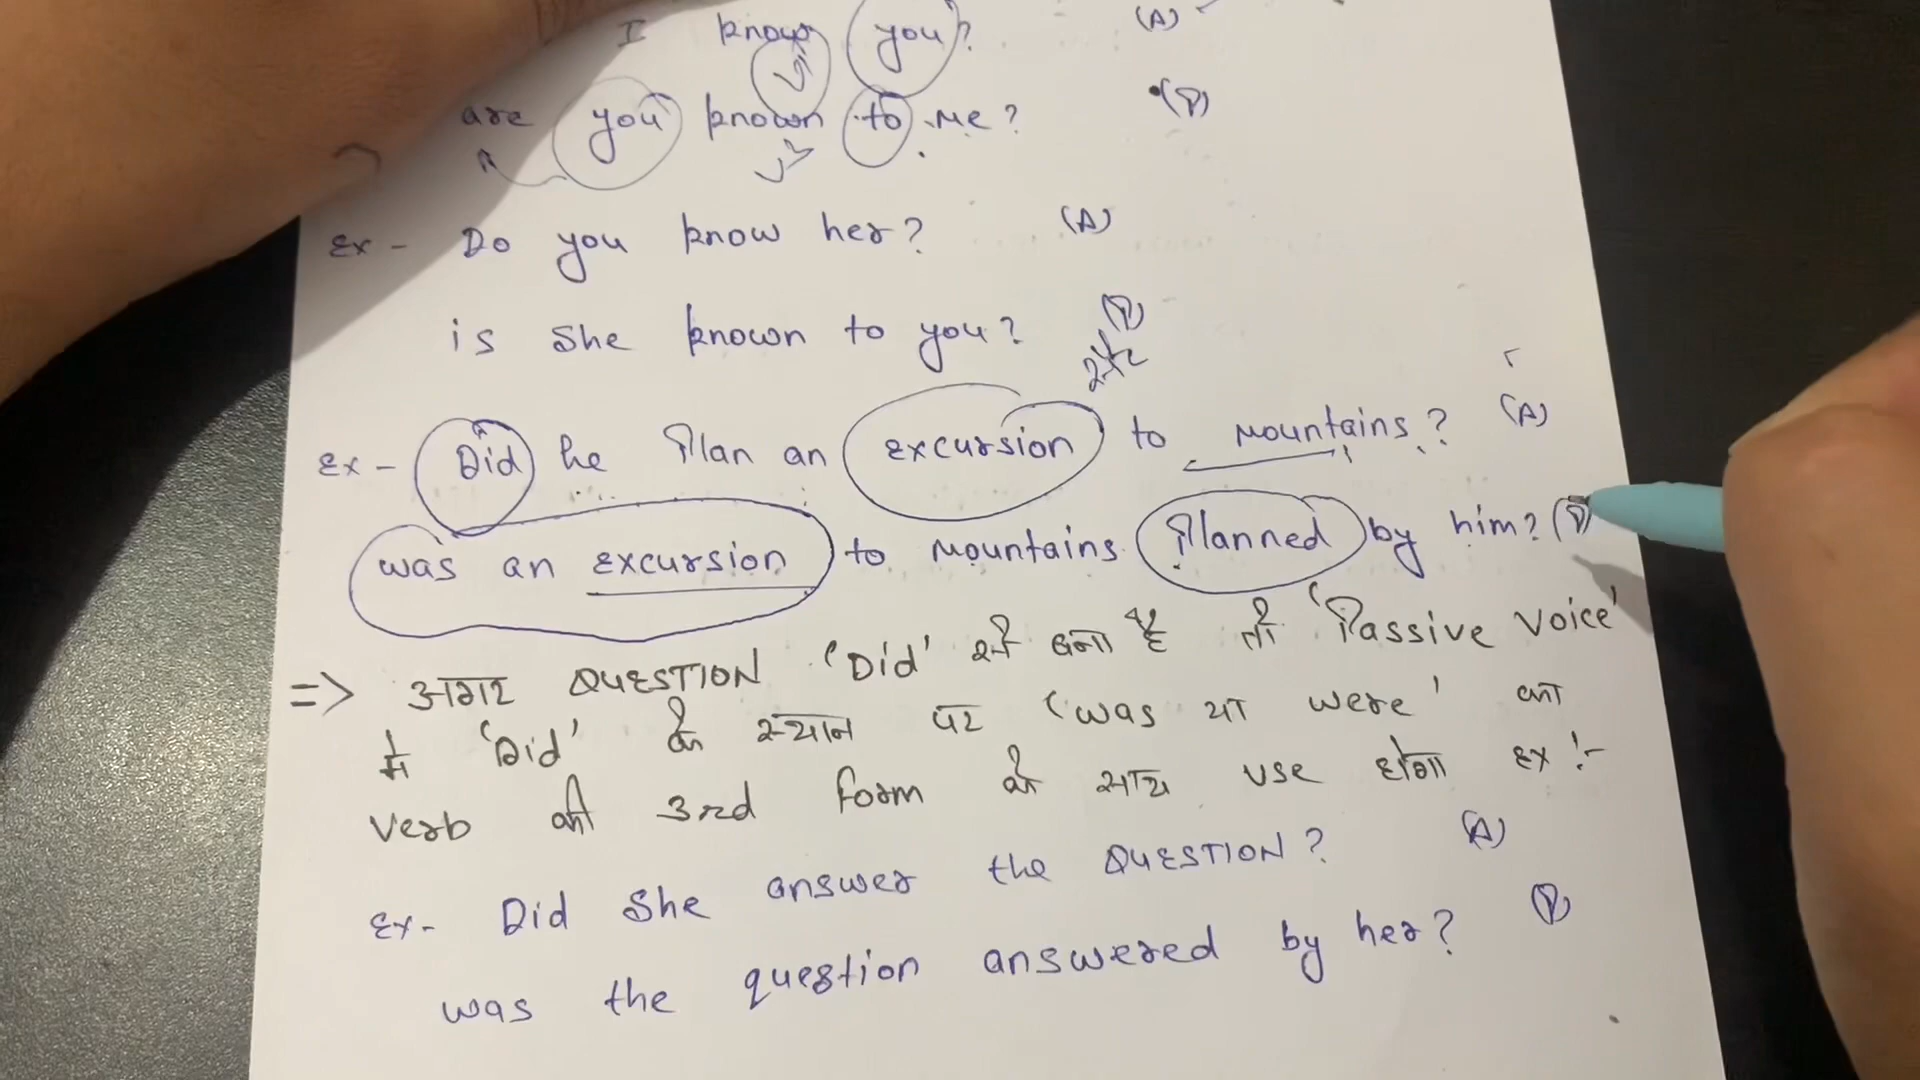 I know you? (A)
are you known to me? (P)
Ex - Do you know her? (A)
is she known to you? (P)
Ex - Did he Plan an excursion to mountains? (A)
was an excursion to mountains Planned by him? (P)
=> अगर QUESTION 'Did' से बना है तो 'Passive Voice'
में 'Did' के स्थान पर 'was या were' का
verb की 3rd form के साथ use होगा Ex :-
Ex - Did she answer the QUESTION? (A)
was the question answered by her? (P)